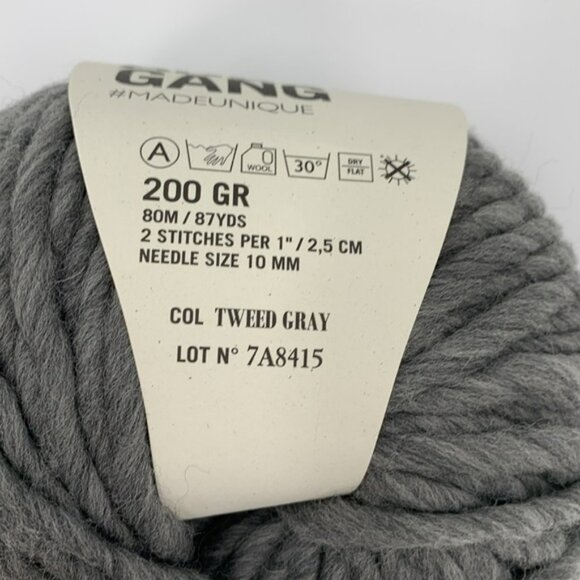 GANG
#MADEUNIQUE
A WOOL 30° DRY FLAT
200 GR
80M / 87YDS
2 STITCHES PER 1" / 2,5 CM
NEEDLE SIZE 10 MM
COL TWEED GRAY
LOT N° 7A8415